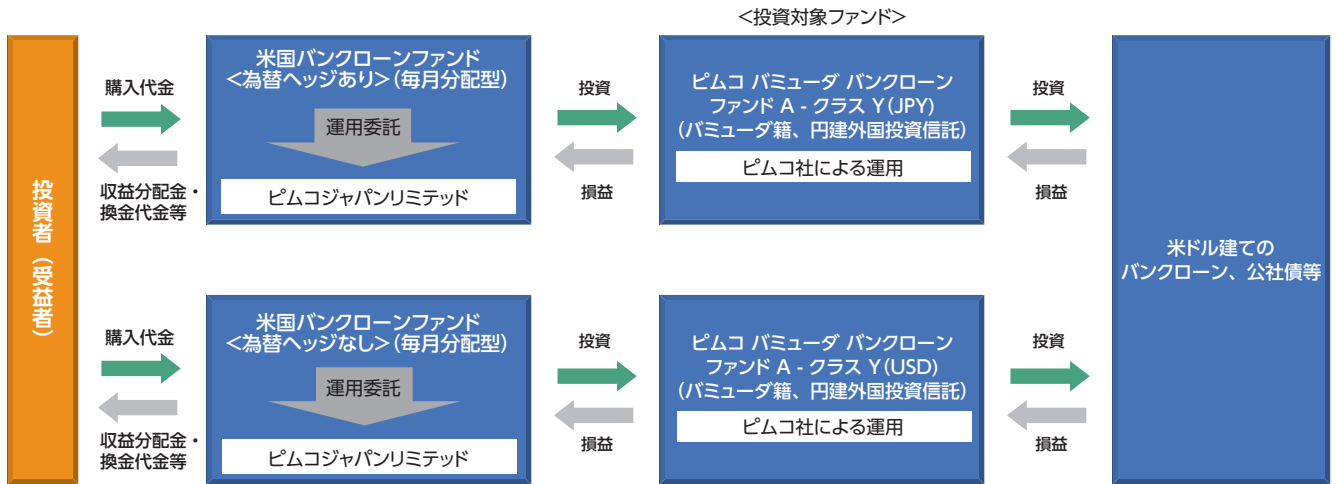 <投資対象ファンド>
投資者（受益者）
購入代金
収益分配金・
換金代金等
米国バンクローンファンド
<為替ヘッジあり>(毎月分配型)
運用委託
ピムコジャパンリミテッド
投資
損益
ピムコ バミューダ バンクローン
ファンド A - クラス Y(JPY)
(バミューダ籍、円建外国投資信託)
ピムコ社による運用
投資
損益
米ドル建ての
バンクローン、公社債等
購入代金
収益分配金・
換金代金等
米国バンクローンファンド
<為替ヘッジなし>(毎月分配型)
運用委託
ピムコジャパンリミテッド
投資
損益
ピムコ バミューダ バンクローン
ファンド A - クラス Y(USD)
(バミューダ籍、円建外国投資信託)
ピムコ社による運用
投資
損益